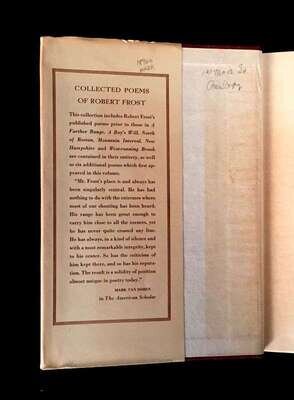 COLLECTED POEMS
OF ROBERT FROST
This collection includes Robert Frost's
published poems prior to those in A
Further Range. A Boy's Will, North
of Boston, Mountain Interval, New
Hampshire and West-running Brook
are contained in their entirety, as well
as six additional poems which first ap-
peared in this volume.
"Mr. Frost's place is and always has
been singularly central. He has had
nothing to do with the extremes where
most of our shouting has been heard.
His range has been great enough to
carry him close to all the corners, yet
he has never quite crossed any line.
He has always, in a kind of silence and
with a most remarkable integrity, kept
to his center. So has the criticism of
him kept there, and so has his reputa-
tion. The result is a solidity of position
almost unique in poetry today."
MARK VAN DOREN
in The American Scholar